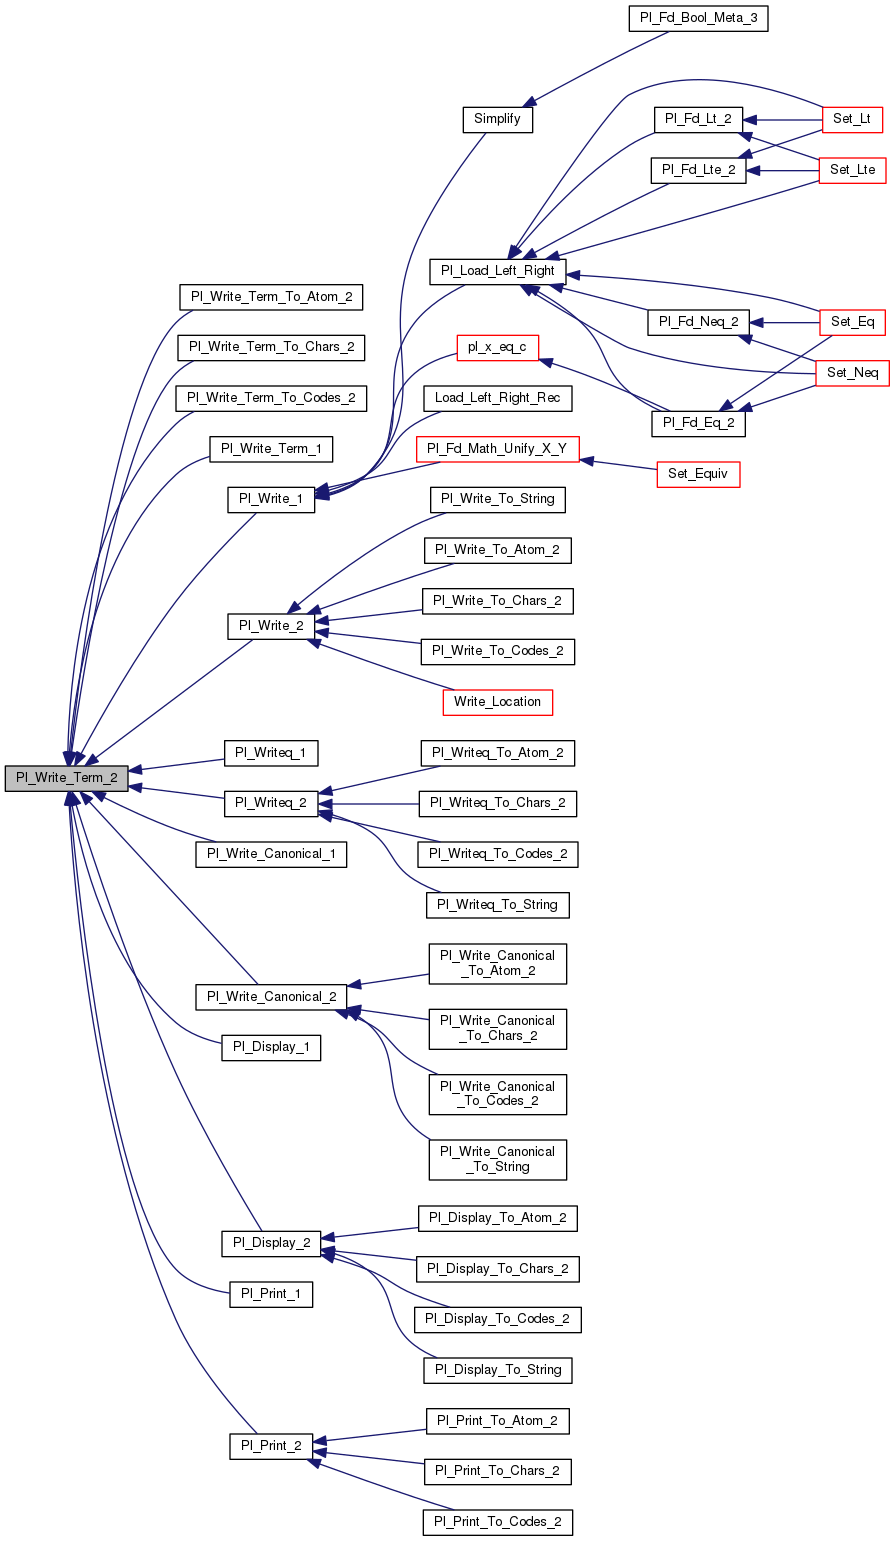 Pl_Fd_Bool_Meta_3
Simplify
Pl_Fd_Lt_2
Set_Lt
Pl_Fd_Lte_2
Set_Lte
Pl_Load_Left_Right
Pl_Write_Term_To_Atom_2
Pl_Fd_Neq_2
Set_Eq
Pl_Write_Term_To_Chars_2
pl_x_eq_c
Set_Neq
Pl_Write_Term_To_Codes_2
Load_Left_Right_Rec
Pl_Fd_Eq_2
Pl_Write_Term_1
Pl_Fd_Math_Unify_X_Y
Set_Equiv
Pl_Write_1
Pl_Write_To_String
Pl_Write_To_Atom_2
Pl_Write_To_Chars_2
Pl_Write_2
Pl_Write_To_Codes_2
Write_Location
Pl_Writeq_1
Pl_Writeq_To_Atom_2
Pl_Write_Term_2
Pl_Writeq_2
Pl_Writeq_To_Chars_2
Pl_Write_Canonical_1
Pl_Writeq_To_Codes_2
Pl_Writeq_To_String
Pl_Write_Canonical
_To_Atom_2
Pl_Write_Canonical_2
Pl_Write_Canonical
_To_Chars_2
Pl_Display_1
Pl_Write_Canonical
_To_Codes_2
Pl_Write_Canonical
_To_String
Pl_Display_To_Atom_2
Pl_Display_2
Pl_Display_To_Chars_2
Pl_Print_1
Pl_Display_To_Codes_2
Pl_Display_To_String
Pl_Print_To_Atom_2
Pl_Print_2
Pl_Print_To_Chars_2
Pl_Print_To_Codes_2